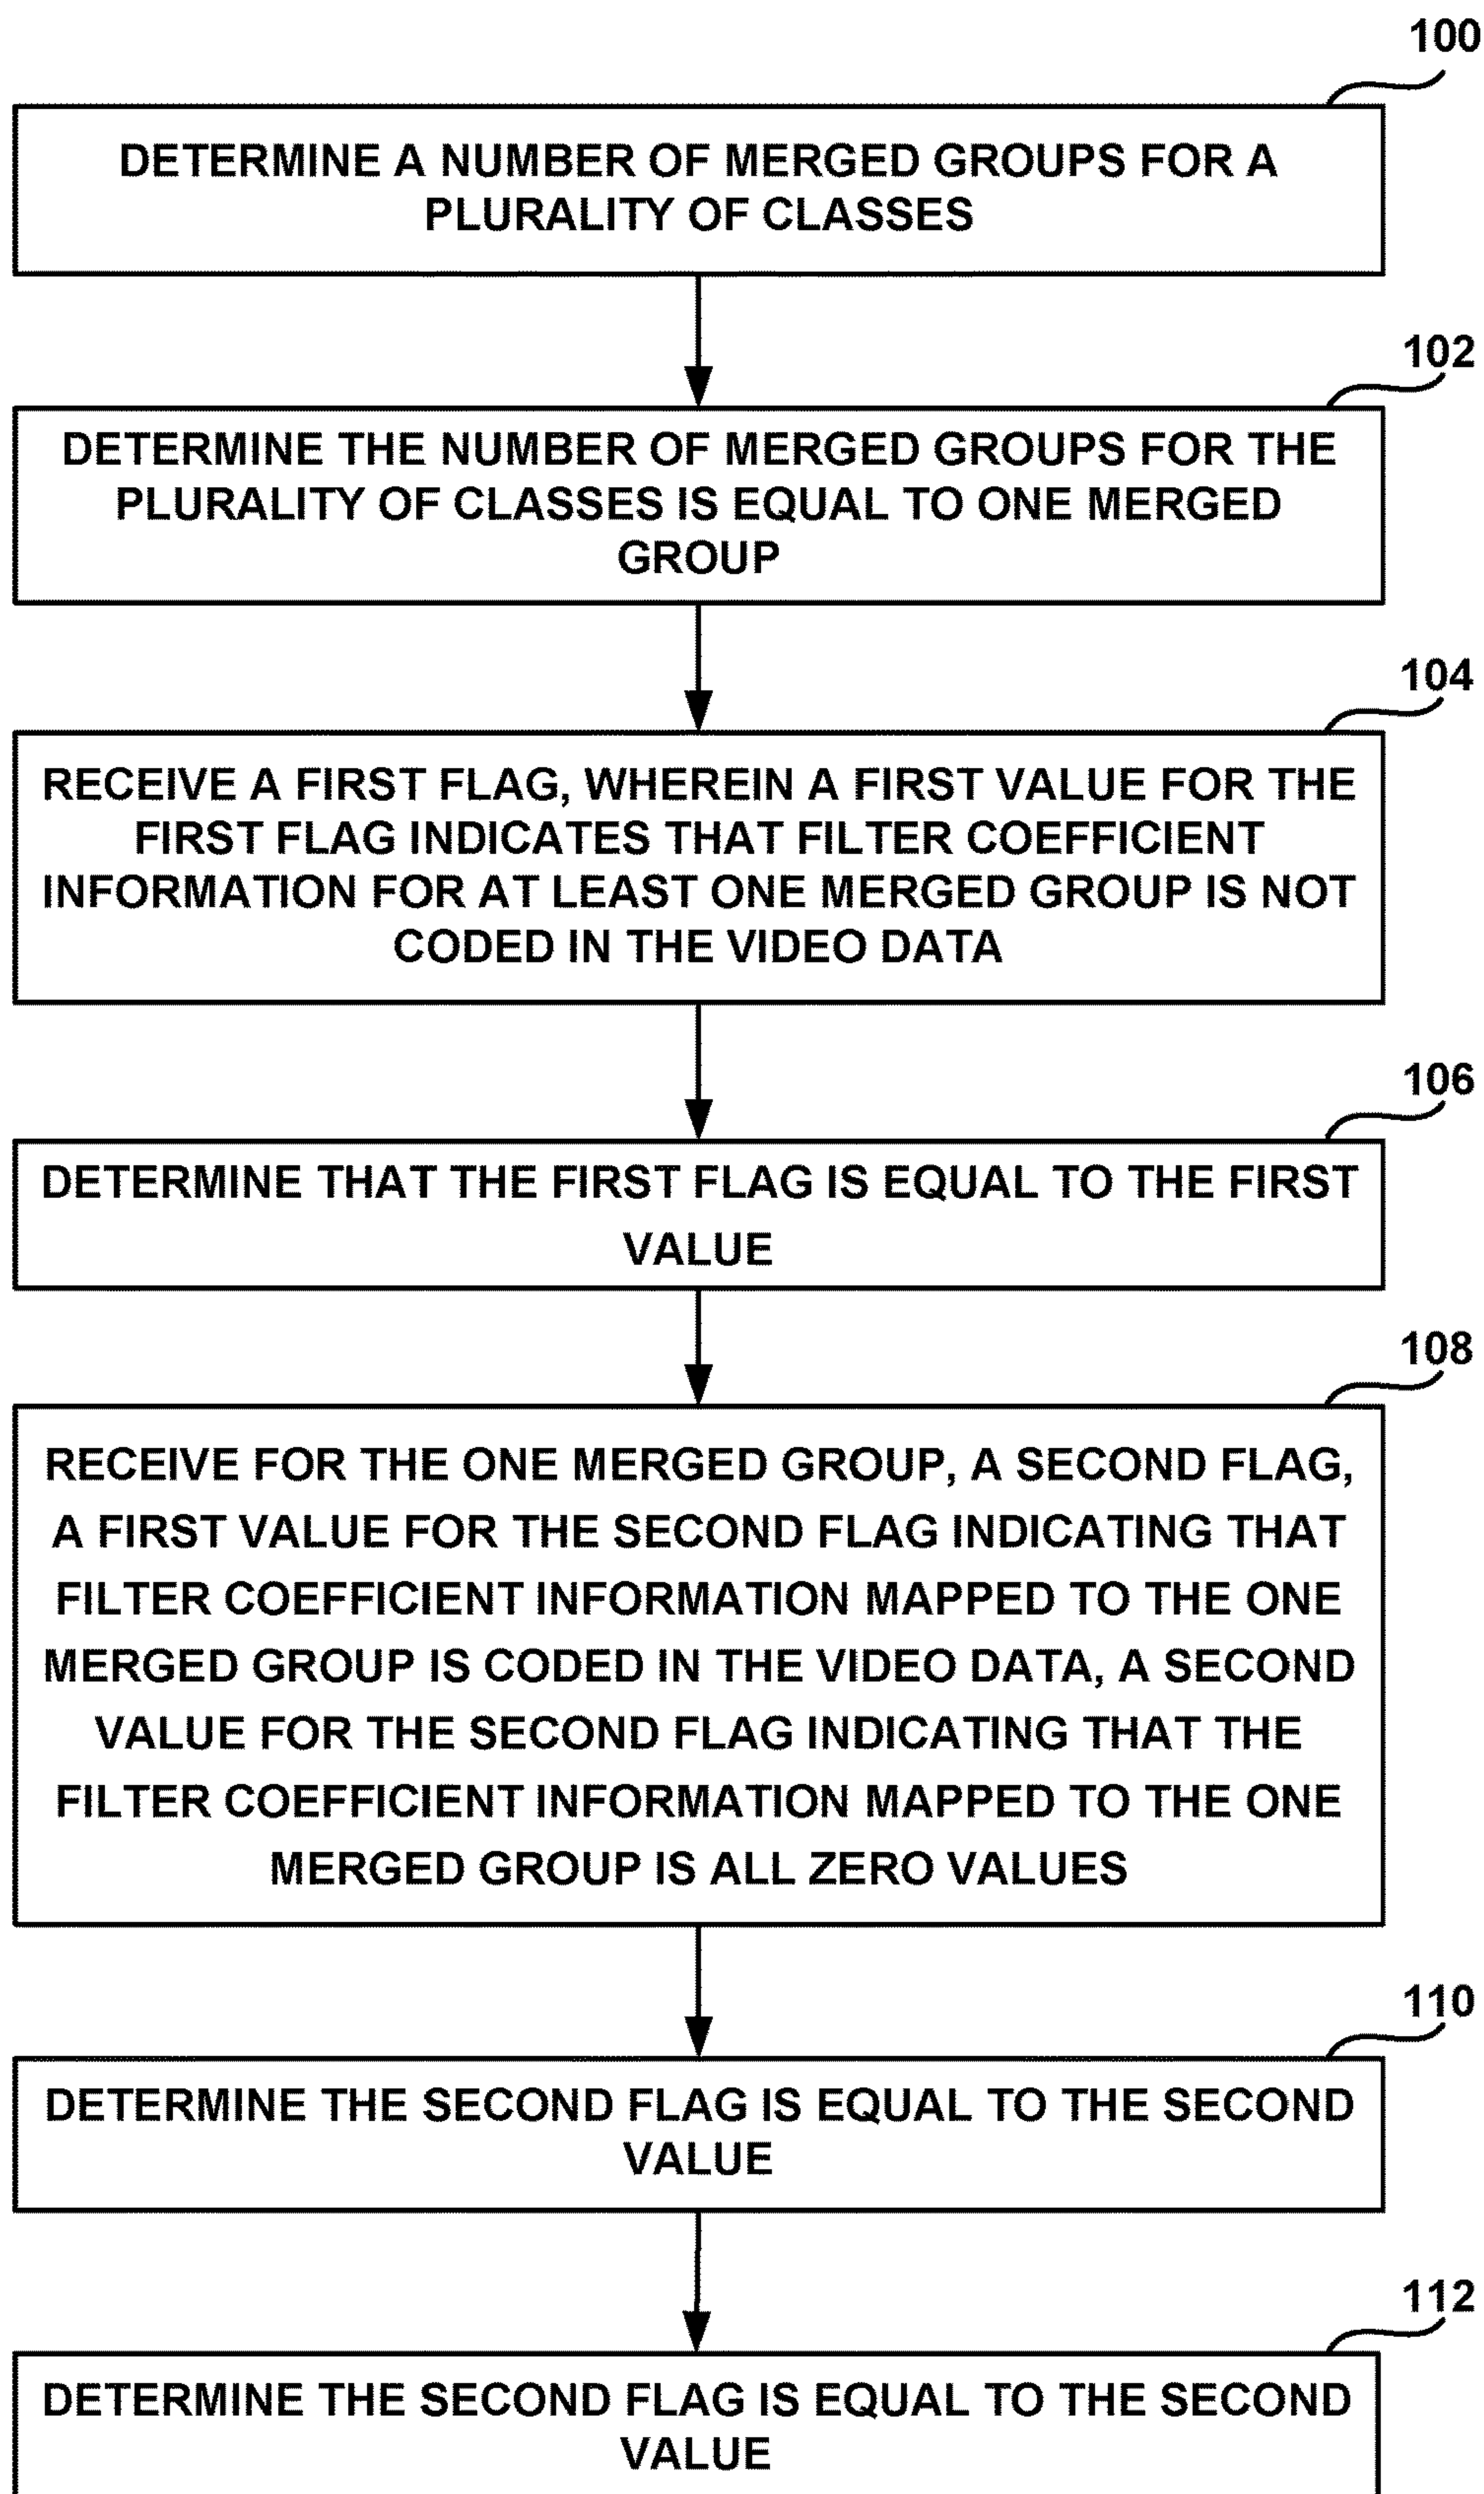 100
DETERMINE A NUMBER OF MERGED GROUPS FOR A
PLURALITY OF CLASSES
102
DETERMINE THE NUMBER OF MERGED GROUPS FOR THE
PLURALITY OF CLASSES IS EQUAL TO ONE MERGED
GROUP
104
RECEIVE A FIRST FLAG, WHEREIN A FIRST VALUE FOR THE
FIRST FLAG INDICATES THAT FILTER COEFFICIENT
INFORMATION FOR AT LEAST ONE MERGED GROUP IS NOT
CODED IN THE VIDEO DATA
106
DETERMINE THAT THE FIRST FLAG IS EQUAL TO THE FIRST
VALUE
108
RECEIVE FOR THE ONE MERGED GROUP, A SECOND FLAG,
A FIRST VALUE FOR THE SECOND FLAG INDICATING THAT
FILTER COEFFICIENT INFORMATION MAPPED TO THE ONE
MERGED GROUP IS CODED IN THE VIDEO DATA, A SECOND
VALUE FOR THE SECOND FLAG INDICATING THAT THE
FILTER COEFFICIENT INFORMATION MAPPED TO THE ONE
MERGED GROUP IS ALL ZERO VALUES
110
DETERMINE THE SECOND FLAG IS EQUAL TO THE SECOND
VALUE
112
DETERMINE THE SECOND FLAG IS EQUAL TO THE SECOND
VALUE